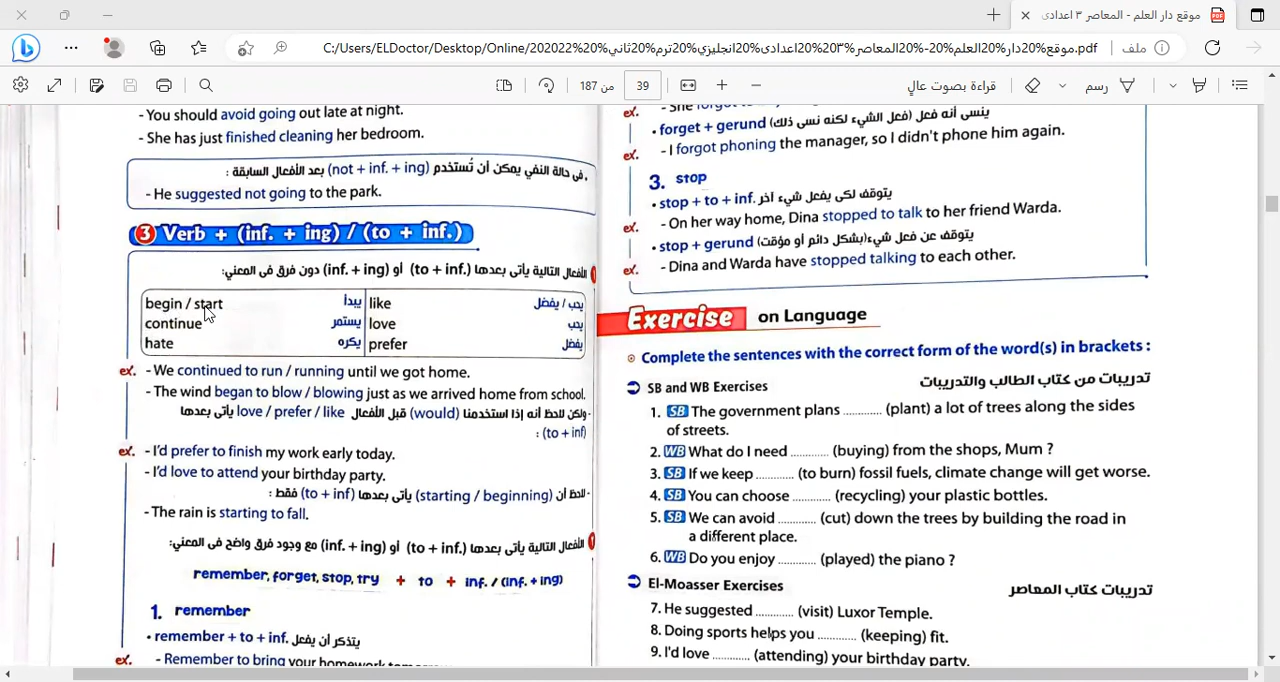 موقع دار العلم - المعاصر ٣ اعدادى
C:/Users/ELDoctor/Desktop/Online/202022%20%موقع%20دار%20العلم%20-%20المعاصر%20٣%20اعدادى%20انجليزي%20ترم%20ثاني.pdf
ملف
39
من 187
قراءة بصوت عالٍ
رسم
- You should avoid going out late at night.
- She has just finished cleaning her bedroom.
. فى حالة النفي يمكن أن تُستخدم (not + inf. + ing) بعد الأفعال السابقة :
- He suggested not going to the park.
3 Verb + (inf. + ing) / (to + inf.)
١ الأفعال التالية يأتى بعدها (to + inf.) أو (inf. + ing) دون فرق فى المعني:
begin / start يبدأ like يحب / يفضل
continue يستمر love يحب
hate يكره prefer يفضل
ex. - We continued to run / running until we got home.
- The wind began to blow / blowing just as we arrived home from school.
-ولكن نلاحظ أنه إذا استخدمنا (would) قبل الأفعال love / prefer / like يأتى بعدها
(to + inf) :
ex. - I'd prefer to finish my work early today.
- I'd love to attend your birthday party.
-لاحظ أن (starting / beginning) يأتى بعدها (to + inf) فقط :
- The rain is starting to fall.
٢ الأفعال التالية يأتى بعدها (to + inf.) أو (inf. + ing) مع وجود فرق واضح فى المعني:
remember, forget, stop, try + to + inf. / (inf. + ing)
1. remember
• remember + to + inf. يتذكر أن يفعل
ex. - Remember to bring your homework tomorrow
ex. - She forgot to
• forget + gerund ينسى أنه فعل (فعل الشيء لكنه نسى ذلك)
ex. - I forgot phoning the manager, so I didn't phone him again.
3. stop
• stop + to + inf. يتوقف لكى يفعل شيء آخر
ex. - On her way home, Dina stopped to talk to her friend Warda.
• stop + gerund يتوقف عن فعل شيء(بشكل دائم أو مؤقت)
ex. - Dina and Warda have stopped talking to each other.
Exercise on Language
Complete the sentences with the correct form of the word(s) in brackets :
SB and WB Exercises تدريبات من كتاب الطالب والتدريبات
1. SB The government plans ............ (plant) a lot of trees along the sides
of streets.
2. WB What do I need ............ (buying) from the shops, Mum ?
3. SB If we keep ............ (to burn) fossil fuels, climate change will get worse.
4. SB You can choose ............ (recycling) your plastic bottles.
5. SB We can avoid ............ (cut) down the trees by building the road in
a different place.
6. WB Do you enjoy ............ (played) the piano ?
El-Moasser Exercises تدريبات كتاب المعاصر
7. He suggested ............ (visit) Luxor Temple.
8. Doing sports helps you ............ (keeping) fit.
9. I'd love ............ (attending) your birthday party.